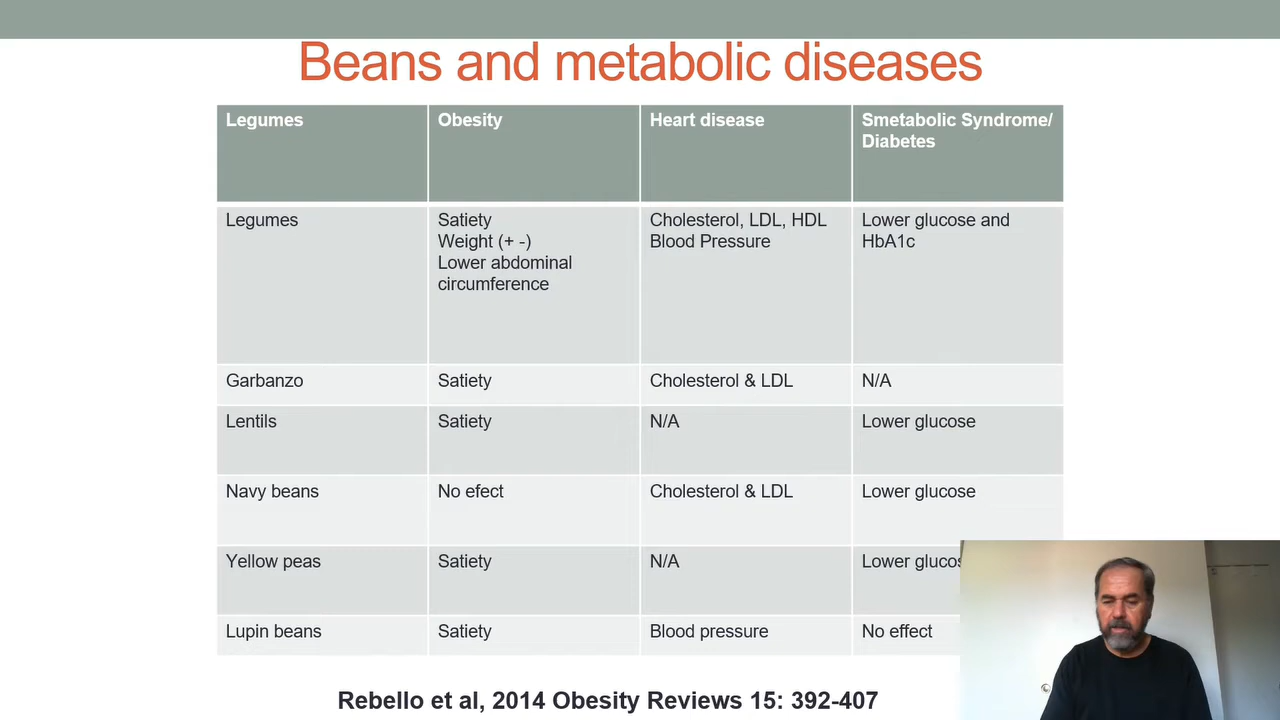 Beans and metabolic diseases
Legumes
Obesity
Heart disease
Smetabolic Syndrome/
Diabetes
Legumes
Satiety
Weight (+ -)
Lower abdominal
circumference
Cholesterol, LDL, HDL
Blood Pressure
Lower glucose and
HbA1c
Garbanzo
Satiety
Cholesterol & LDL
N/A
Lentils
Satiety
N/A
Lower glucose
Navy beans
No efect
Cholesterol & LDL
Lower glucose
Yellow peas
Satiety
N/A
Lower
Lupin beans
Satiety
Blood pressure
No effect
Rebello et al, 2014 Obesity Reviews 15: 392-407